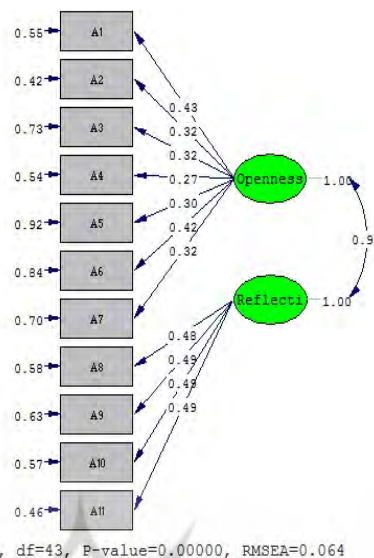 0.55 A1
0.42 A2
0.73 A3
0.54 A4
0.92 A5
0.84 A6
0.70 A7
0.58 A8
0.63 A9
0.57 A10
0.46 A11
0.43
0.32
0.32
0.27
0.30
0.42
0.32
0.48
0.49
0.49
0.49
Openness 1.00
0.9
Reflecti 1.00
, df=43, P-value=0.00000, RMSEA=0.064